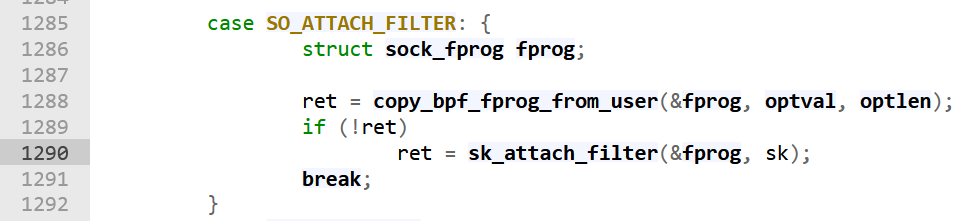 1285 case SO_ATTACH_FILTER: {
1286 struct sock_fprog fprog;
1287
1288 ret = copy_bpf_fprog_from_user(&fprog, optval, optlen);
1289 if (!ret)
1290 ret = sk_attach_filter(&fprog, sk);
1291 break;
1292 }